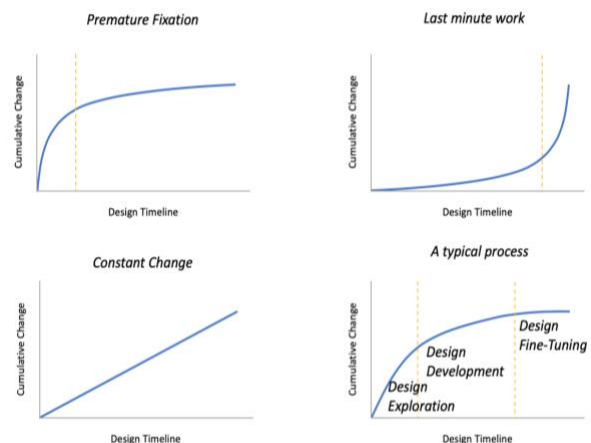 Premature Fixation
Cumulative Change
Design Timeline
Last minute work
Cumulative Change
Design Timeline
Constant Change
Cumulative Change
Design Timeline
A typical process
Cumulative Change
Design
Fine-Tuning
Design
Development
Design
Exploration
Design Timeline